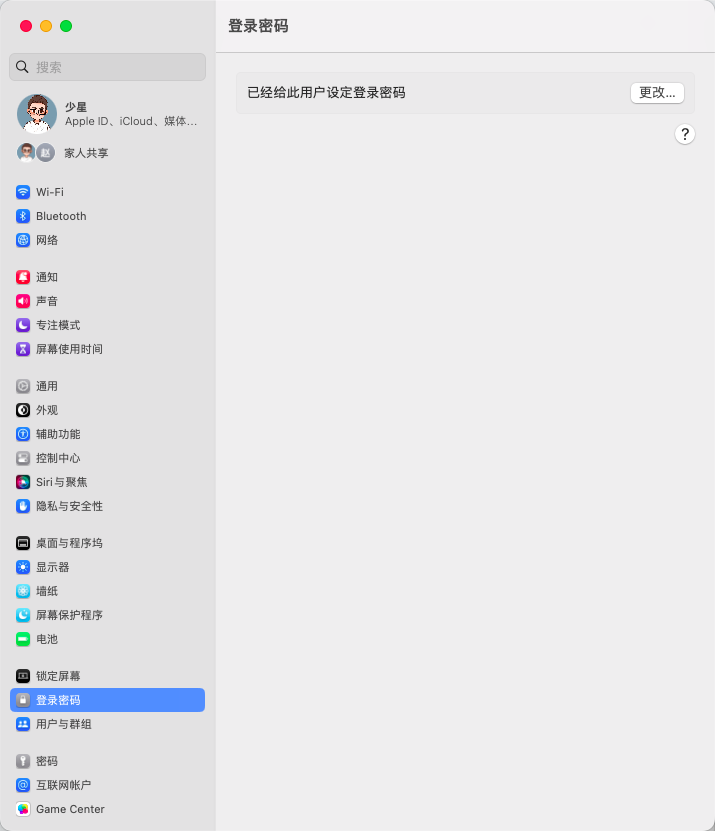 登录密码
搜索
少星
Apple ID、iCloud、媒体...
赵
家人共享
已经给此用户设定登录密码
更改...
?
Wi-Fi
Bluetooth
网络
通知
声音
专注模式
屏幕使用时间
通用
外观
辅助功能
控制中心
Siri与聚焦
隐私与安全性
桌面与程序坞
显示器
墙纸
屏幕保护程序
电池
锁定屏幕
登录密码
用户与群组
密码
互联网帐户
Game Center